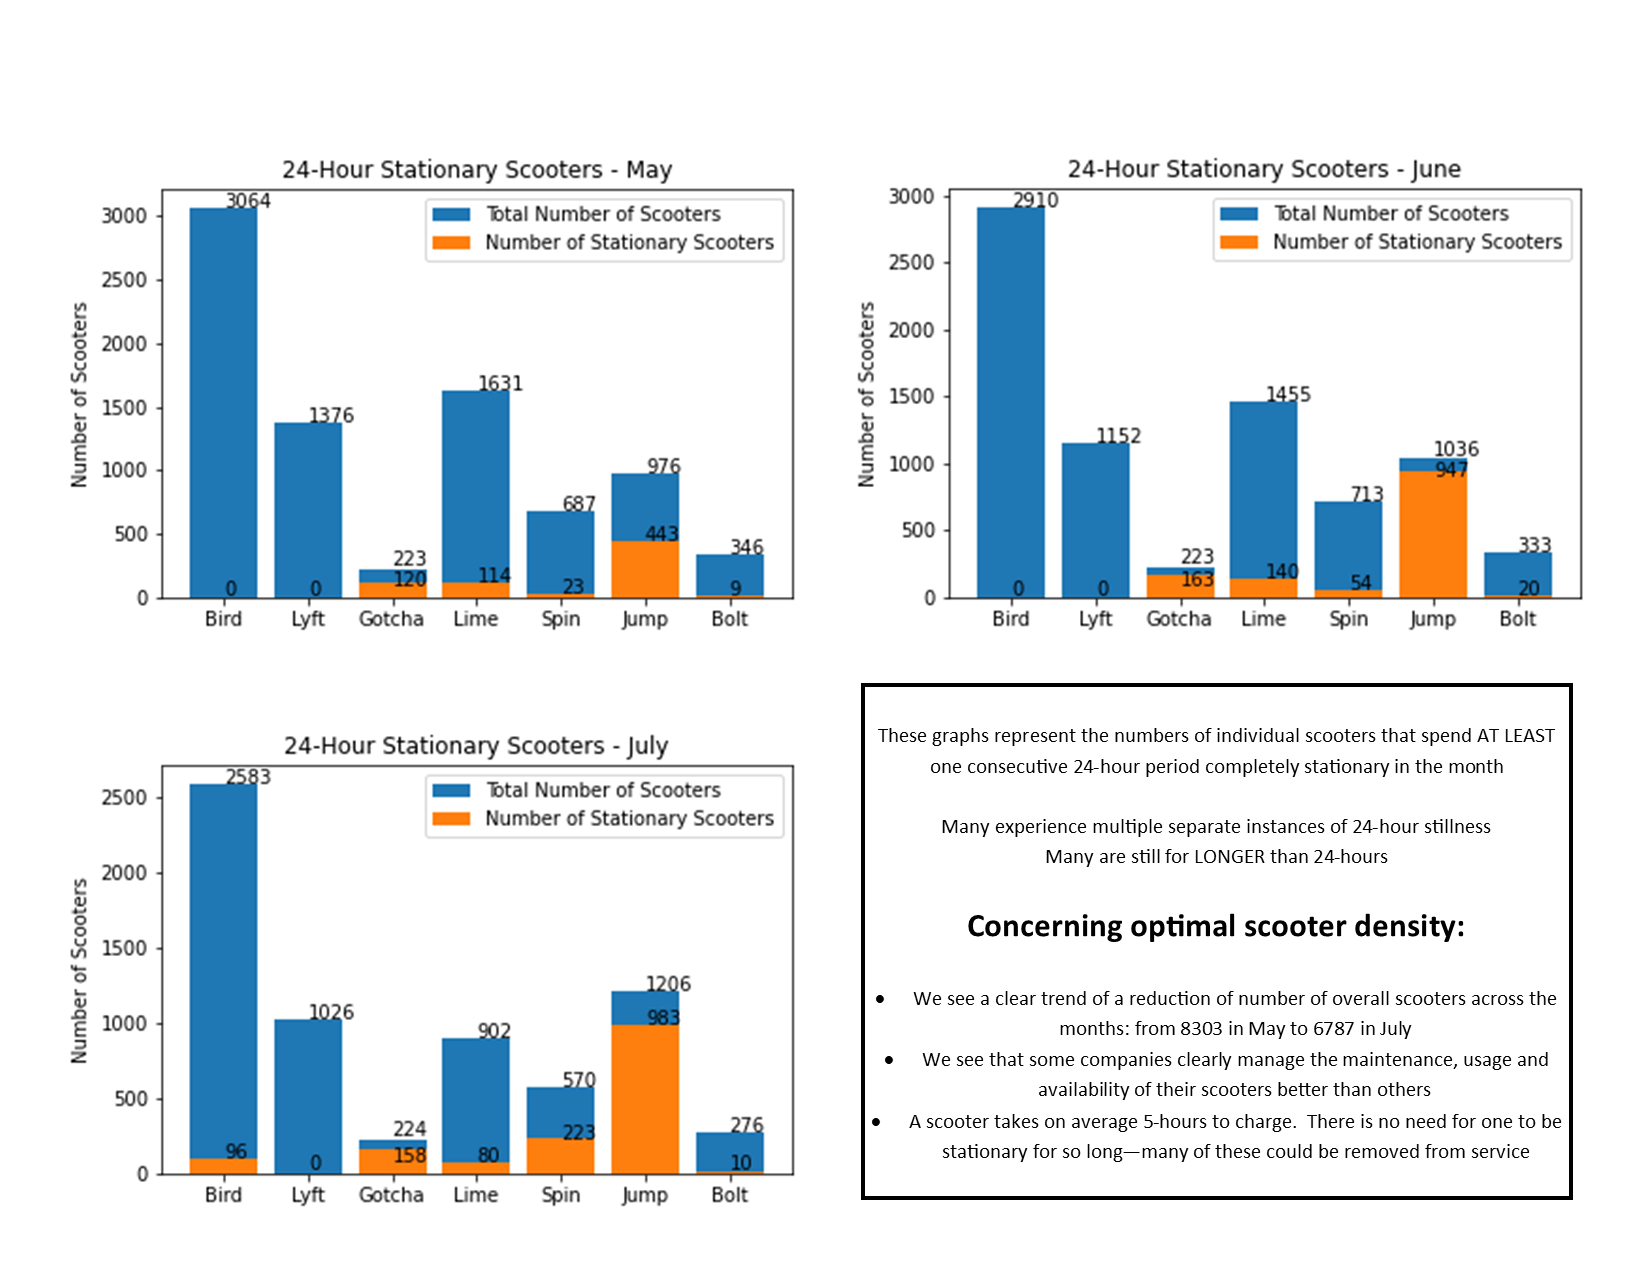 24-Hour Stationary Scooters - May
Number of Scooters
3000
2500
2000
1500
1000
500
0
Total Number of Scooters
Number of Stationary Scooters
3064
1376
223
1631
687
976
346
0
0
120
114
23
443
9
Bird Lyft Gotcha Lime Spin Jump Bolt
24-Hour Stationary Scooters - June
Number of Scooters
3000
2500
2000
1500
1000
500
0
Total Number of Scooters
Number of Stationary Scooters
2910
1152
223
1455
713
1036
333
0
0
163
140
54
947
20
Bird Lyft Gotcha Lime Spin Jump Bolt
24-Hour Stationary Scooters - July
Number of Scooters
2500
2000
1500
1000
500
0
Total Number of Scooters
Number of Stationary Scooters
2583
1026
224
902
570
1206
276
96
0
158
80
223
983
10
Bird Lyft Gotcha Lime Spin Jump Bolt
These graphs represent the numbers of individual scooters that spend AT LEAST
one consecutive 24-hour period completely stationary in the month
Many experience multiple separate instances of 24-hour stillness
Many are still for LONGER than 24-hours
Concerning optimal scooter density:
• We see a clear trend of a reduction of number of overall scooters across the
months: from 8303 in May to 6787 in July
• We see that some companies clearly manage the maintenance, usage and
availability of their scooters better than others
• A scooter takes on average 5-hours to charge.  There is no need for one to be
stationary for so long—many of these could be removed from service